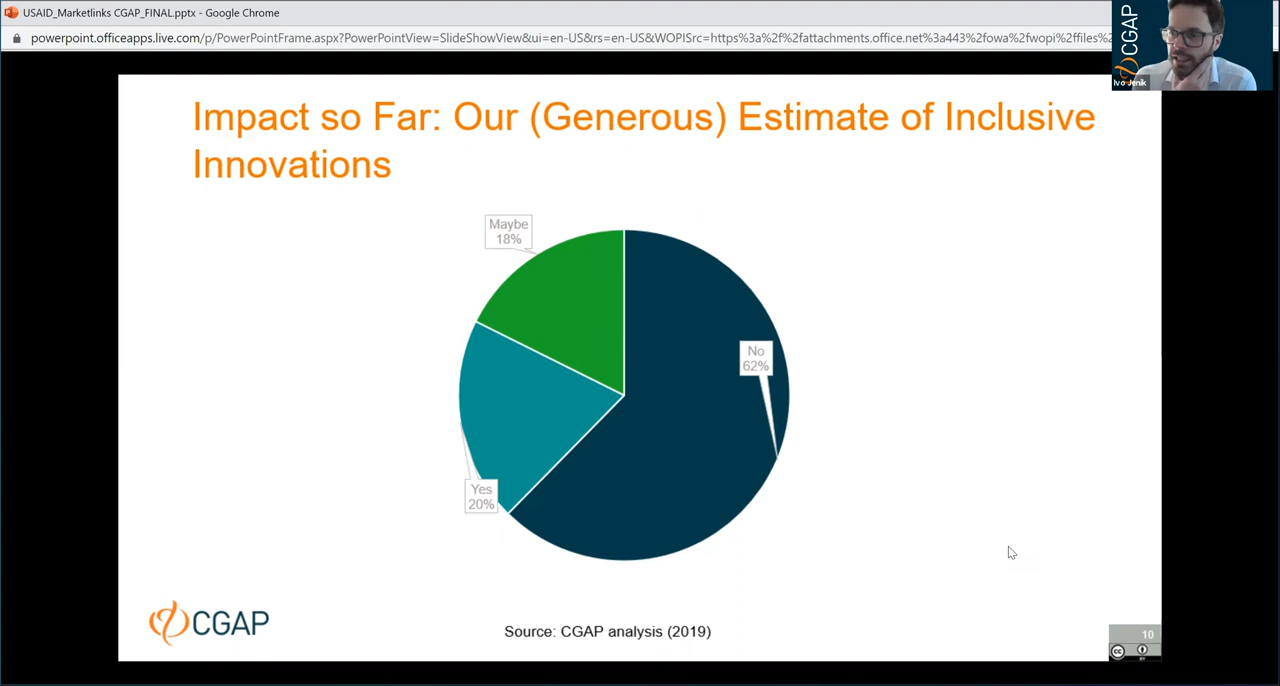 USAID_Marketlinks CGAP_FINAL.pptx - Google Chrome
powerpoint.officeapps.live.com/p/PowerPointFrame.aspx?PowerPointView=SlideShowView&ui=en-US&rs=en-US&WOPISrc=https%3a%2f%2fattachments.office.net%3a443%2fowa%2fwopi%2ffiles%2
CGAP
Ivo Jenik
Impact so Far: Our (Generous) Estimate of Inclusive
Innovations
Maybe
18%
No
62%
Yes
20%
CGAP
Source: CGAP analysis (2019)
10
cc
BY